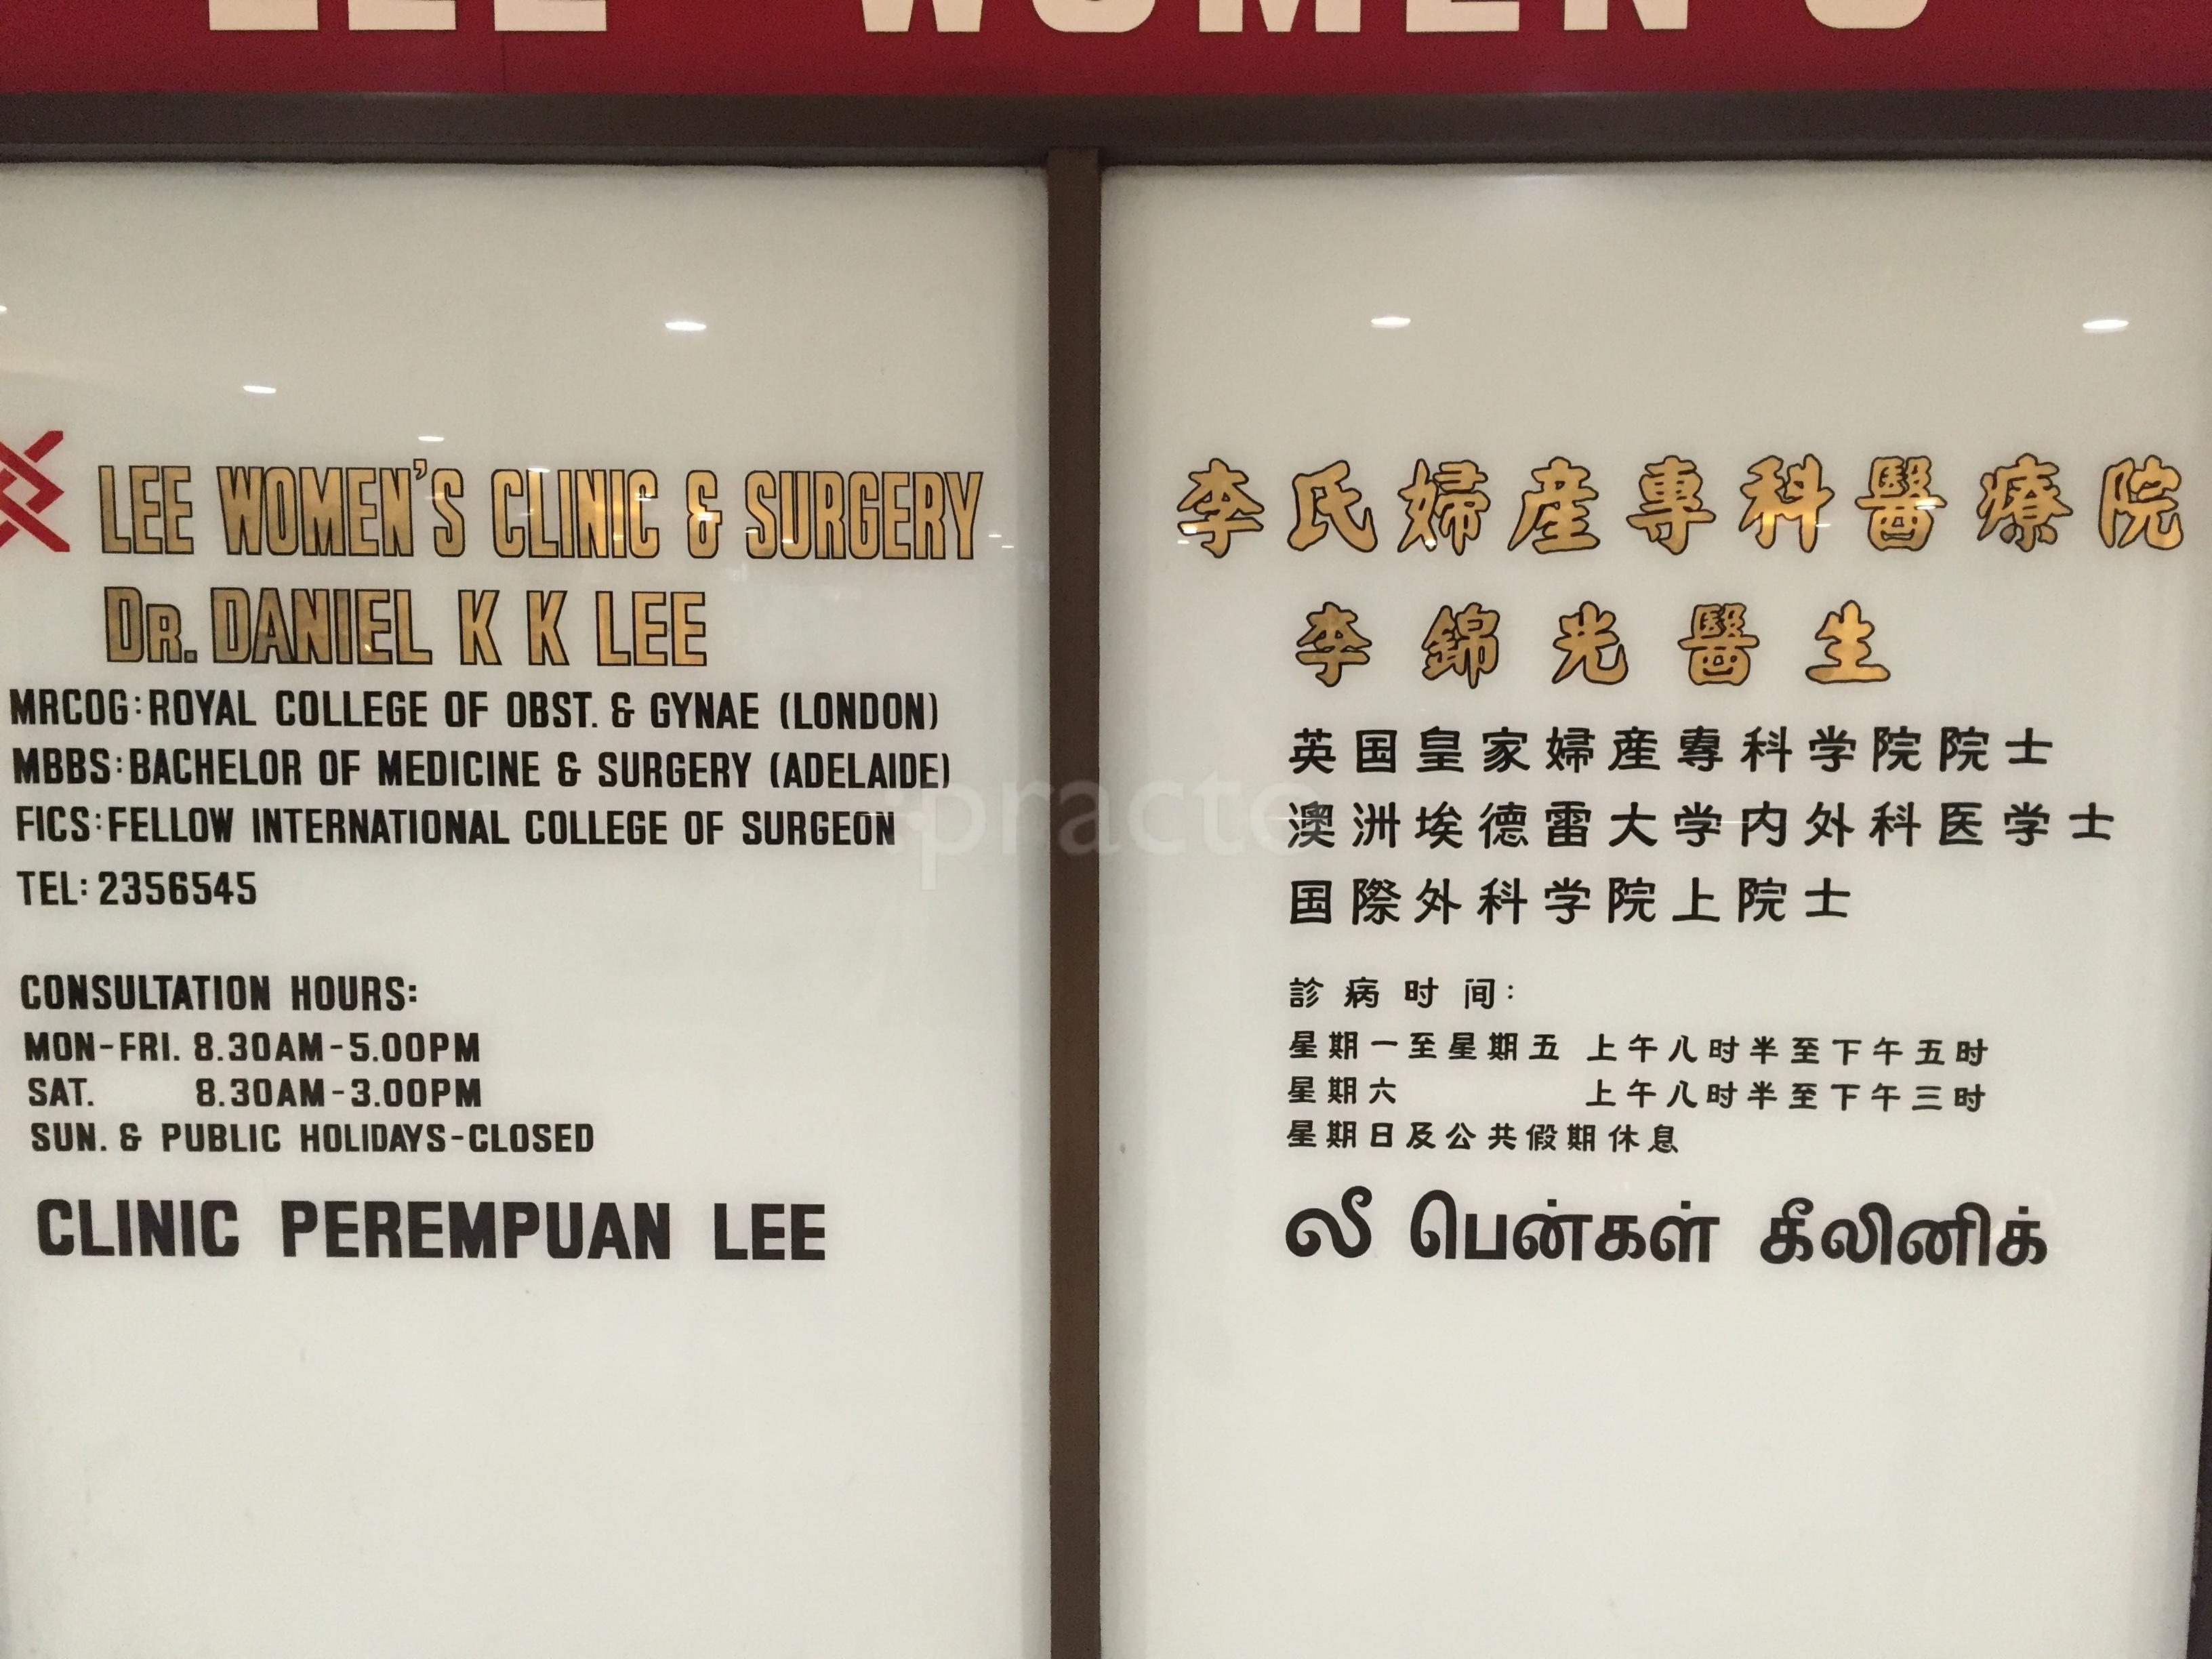 LEE WOMEN'S
LEE WOMEN'S CLINIC & SURGERY
DR. DANIEL K K LEE
MRCOG:ROYAL COLLEGE OF OBST. & GYNAE (LONDON)
MBBS:BACHELOR OF MEDICINE & SURGERY (ADELAIDE)
FICS:FELLOW INTERNATIONAL COLLEGE OF SURGEON
TEL: 2356545
CONSULTATION HOURS:
MON-FRI. 8.30AM-5.00PM
SAT. 8.30AM-3.00PM
SUN. & PUBLIC HOLIDAYS-CLOSED
CLINIC PEREMPUAN LEE
李氏婦産專科醫療院
李錦光醫生
英国皇家婦産専科学院院士
澳洲埃德雷大学内外科医学士
国際外科学院上院士
診病时间:
星期一至星期五 上午八时半至下午五时
星期六 上午八时半至下午三时
星期日及公共假期休息
லீ பென்கள் கீலினிக்
practo